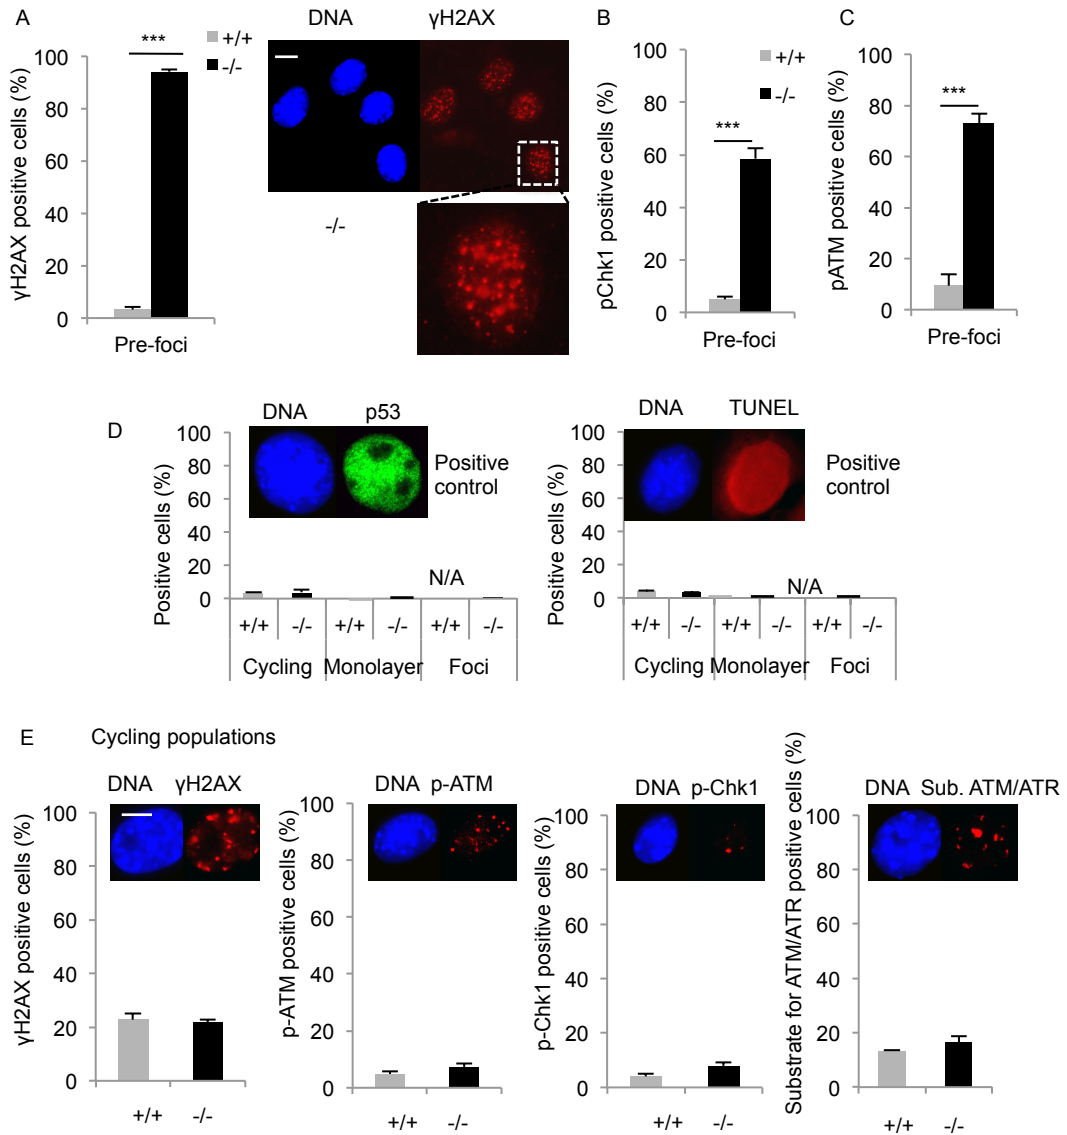 A
γH2AX positive cells (%)
100
80
60
40
20
0
***
+/+
-/-
Pre-foci
DNA γH2AX
-/-
B
pChk1 positive cells (%)
100
80
60
40
20
0
***
+/+
-/-
Pre-foci
C
pATM positive cells (%)
100
80
60
40
20
0
***
Pre-foci
D
Positive cells (%)
100
80
60
40
20
0
DNA p53
Positive
control
N/A
+/+ -/- +/+ -/- +/+ -/-
Cycling Monolayer Foci
Positive cells (%)
100
80
60
40
20
0
DNA TUNEL
Positive
control
N/A
+/+ -/- +/+ -/- +/+ -/-
Cycling Monolayer Foci
E Cycling populations
γH2AX positive cells (%)
100
80
60
40
20
0
DNA γH2AX
+/+ -/-
p-ATM positive cells (%)
100
80
60
40
20
0
DNA p-ATM
+/+ -/-
p-Chk1 positive cells (%)
100
80
60
40
20
0
DNA p-Chk1
+/+ -/-
Substrate for ATM/ATR positive cells (%)
100
80
60
40
20
0
DNA Sub. ATM/ATR
+/+ -/-